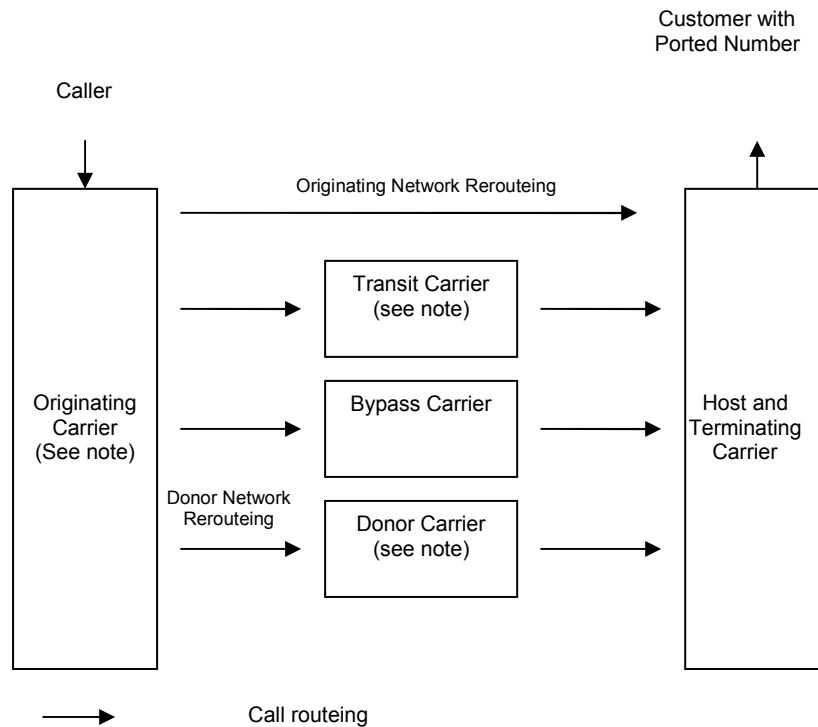 Customer with
Ported Number
Caller
Originating Network Rerouteing
Transit Carrier
(see note)
Originating
Carrier
(See note)
Bypass Carrier
Host and
Terminating
Carrier
Donor Network
Rerouteing
Donor Carrier
(see note)
Call routeing